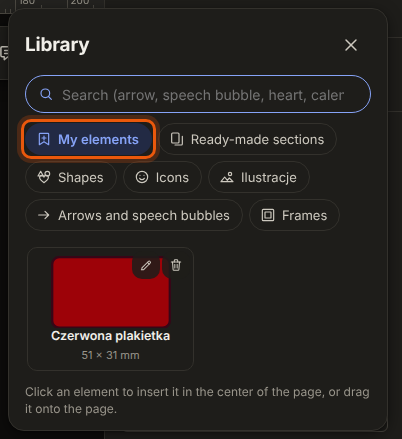 180
200
Library
Search (arrow, speech bubble, heart, caler
My elements
Ready-made sections
Shapes
Icons
Ilustracje
Arrows and speech bubbles
Frames
Czerwona plakietka
51 × 31 mm
Click an element to insert it in the center of the page, or drag
it onto the page.